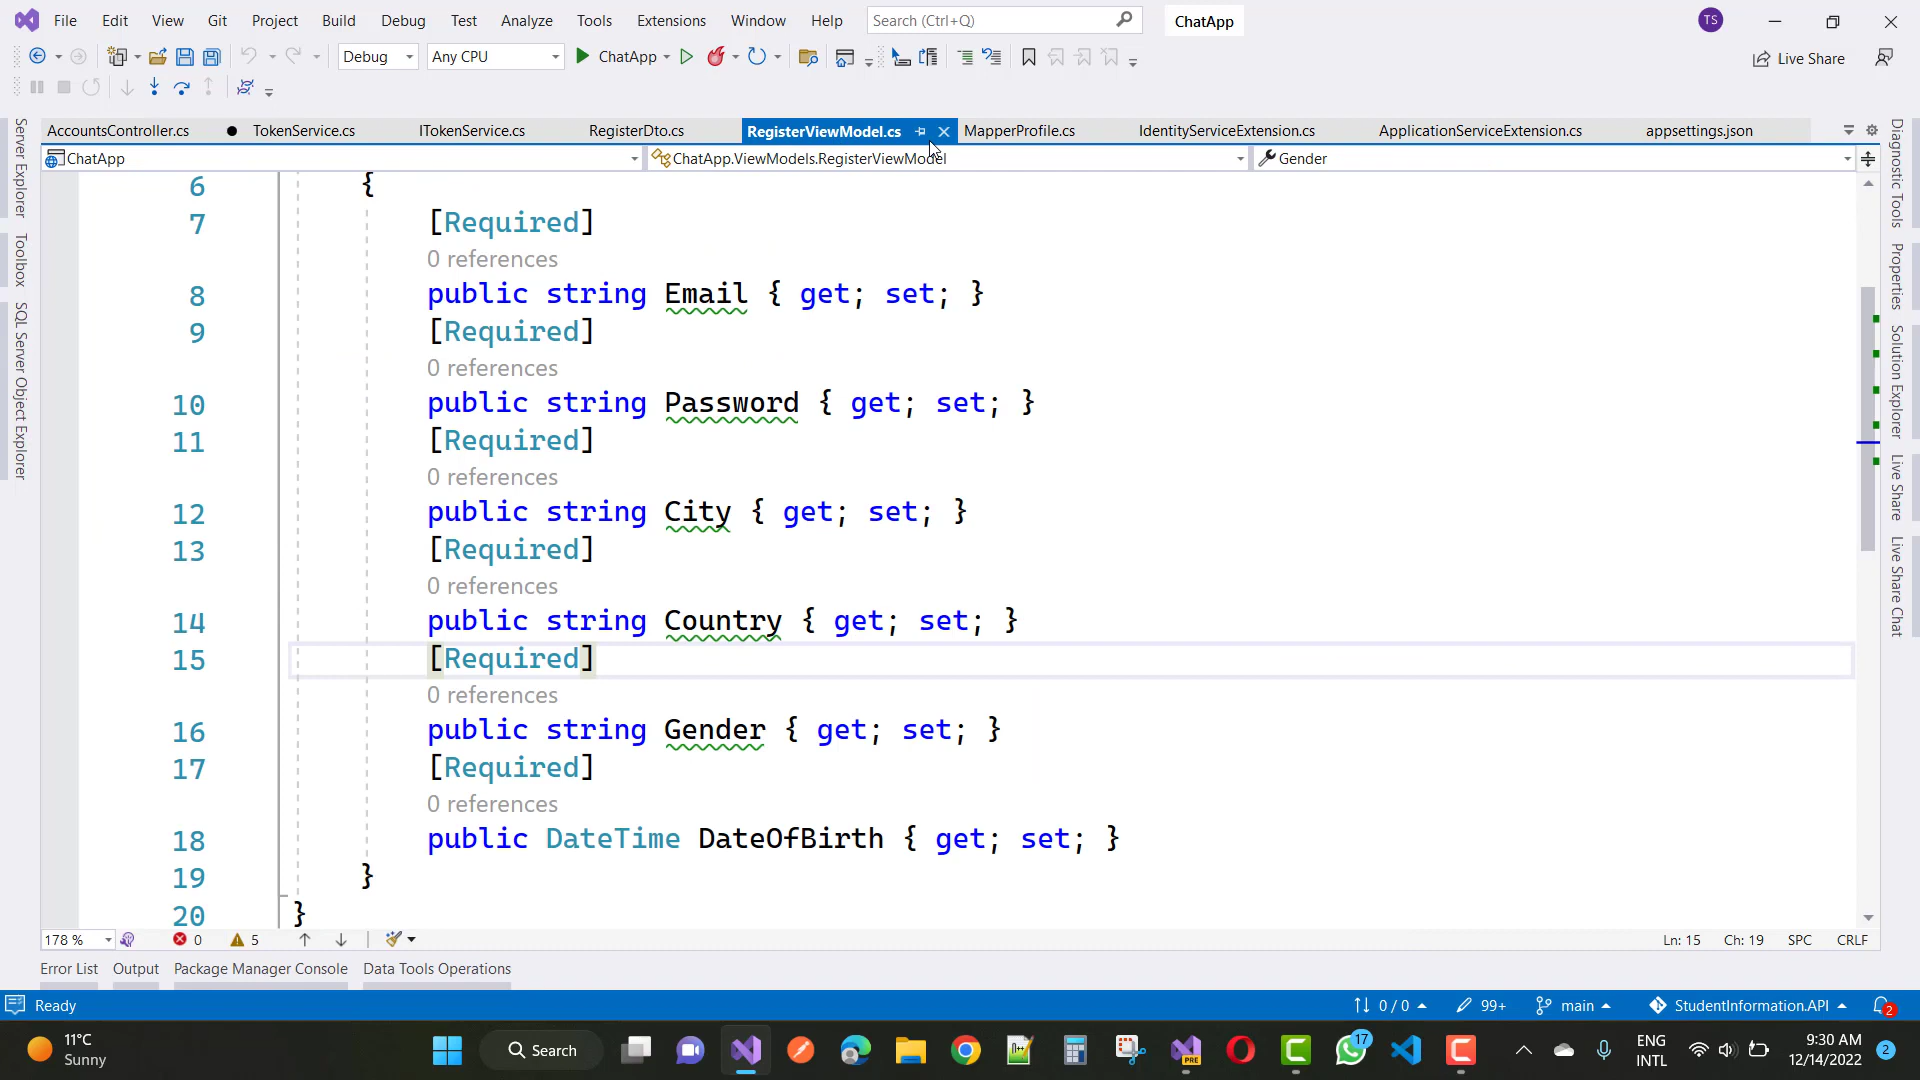 File Edit View Git Project Build Debug Test Analyze Tools Extensions Window Help Search (Ctrl+Q) ChatApp TS
Debug Any CPU ChatApp Live Share
AccountsController.cs TokenService.cs ITokenService.cs RegisterDto.cs RegisterViewModel.cs MapperProfile.cs IdentityServiceExtension.cs ApplicationServiceExtension.cs appsettings.json
ChatApp ChatApp.ViewModels.RegisterViewModel Gender
6 {
7 [Required]
0 references
8 public string Email { get; set; }
9 [Required]
0 references
10 public string Password { get; set; }
11 [Required]
0 references
12 public string City { get; set; }
13 [Required]
0 references
14 public string Country { get; set; }
15 [Required]
0 references
16 public string Gender { get; set; }
17 [Required]
0 references
18 public DateTime DateOfBirth { get; set; }
19 }
20 }
Server Explorer
Toolbox
SQL Server Object Explorer
Diagnostic Tools
Properties
Solution Explorer
Live Share
Live Share Chat
178 % 0 5 Ln: 15 Ch: 19 SPC CRLF
Error List Output Package Manager Console Data Tools Operations
Ready 0 / 0 99+ main StudentInformation.API 2
11°C
Sunny
Search
PRE
17
ENG
INTL
9:30 AM
12/14/2022
2